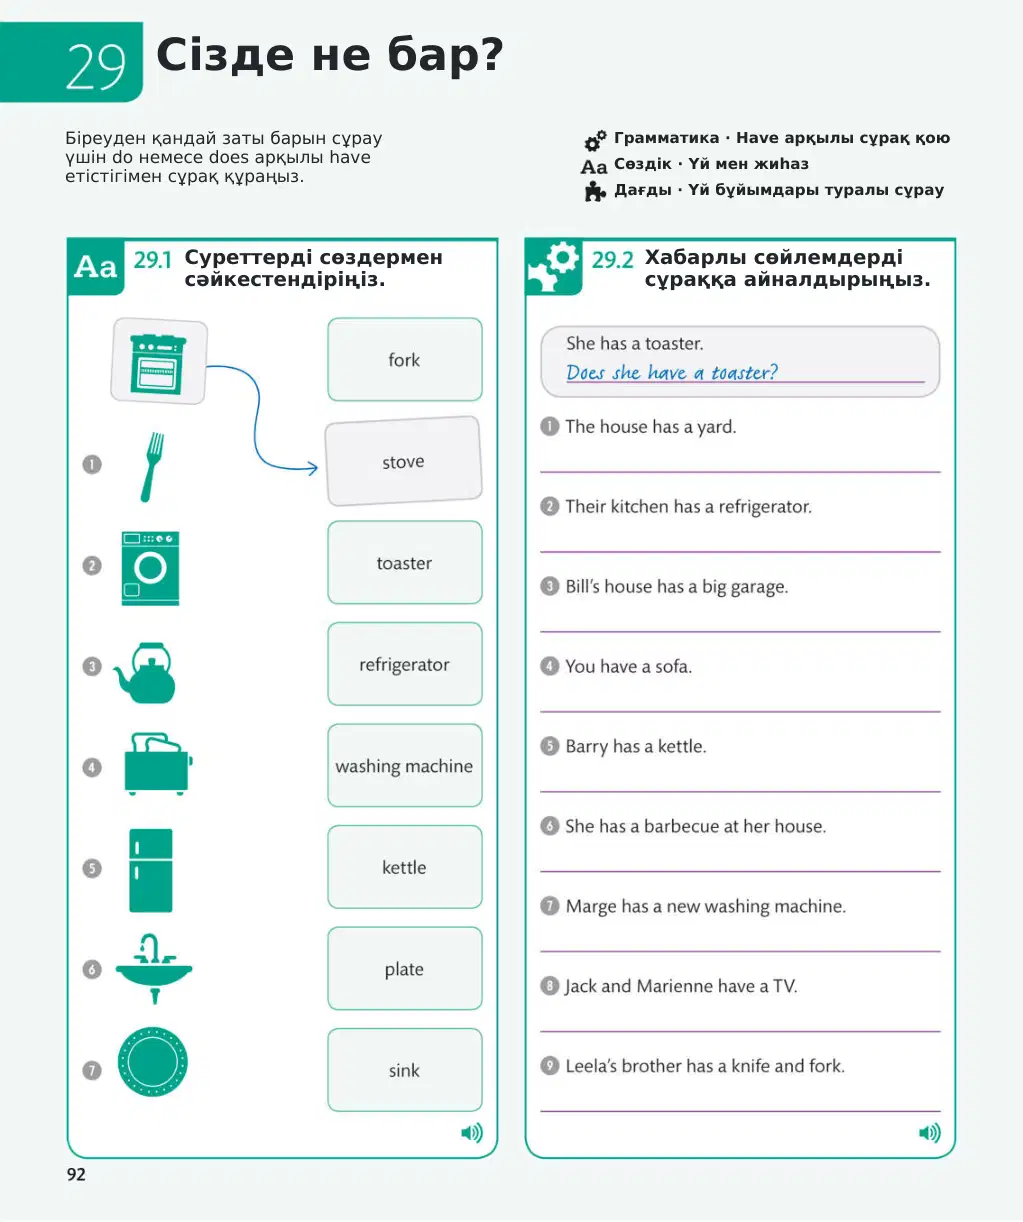 29
Сізде не бар?
Біреуден қандай заты барын сұрау
үшін do немесе does арқылы have
етістігімен сұрақ құраңыз.
Грамматика · Have арқылы сұрақ қою
Aa Сөздік · Үй мен жиһаз
Дағды · Үй бұйымдары туралы сұрау
Aa 29.1 Суреттерді сөздермен
сәйкестендіріңіз.
fork
stove
1
2
toaster
3
refrigerator
4
washing machine
5
kettle
6
plate
7
sink
29.2 Хабарлы сөйлемдерді
сұраққа айналдырыңыз.
She has a toaster.
Does she have a toaster?
1 The house has a yard.
2 Their kitchen has a refrigerator.
3 Bill's house has a big garage.
4 You have a sofa.
5 Barry has a kettle.
6 She has a barbecue at her house.
7 Marge has a new washing machine.
8 Jack and Marienne have a TV.
9 Leela's brother has a knife and fork.
92